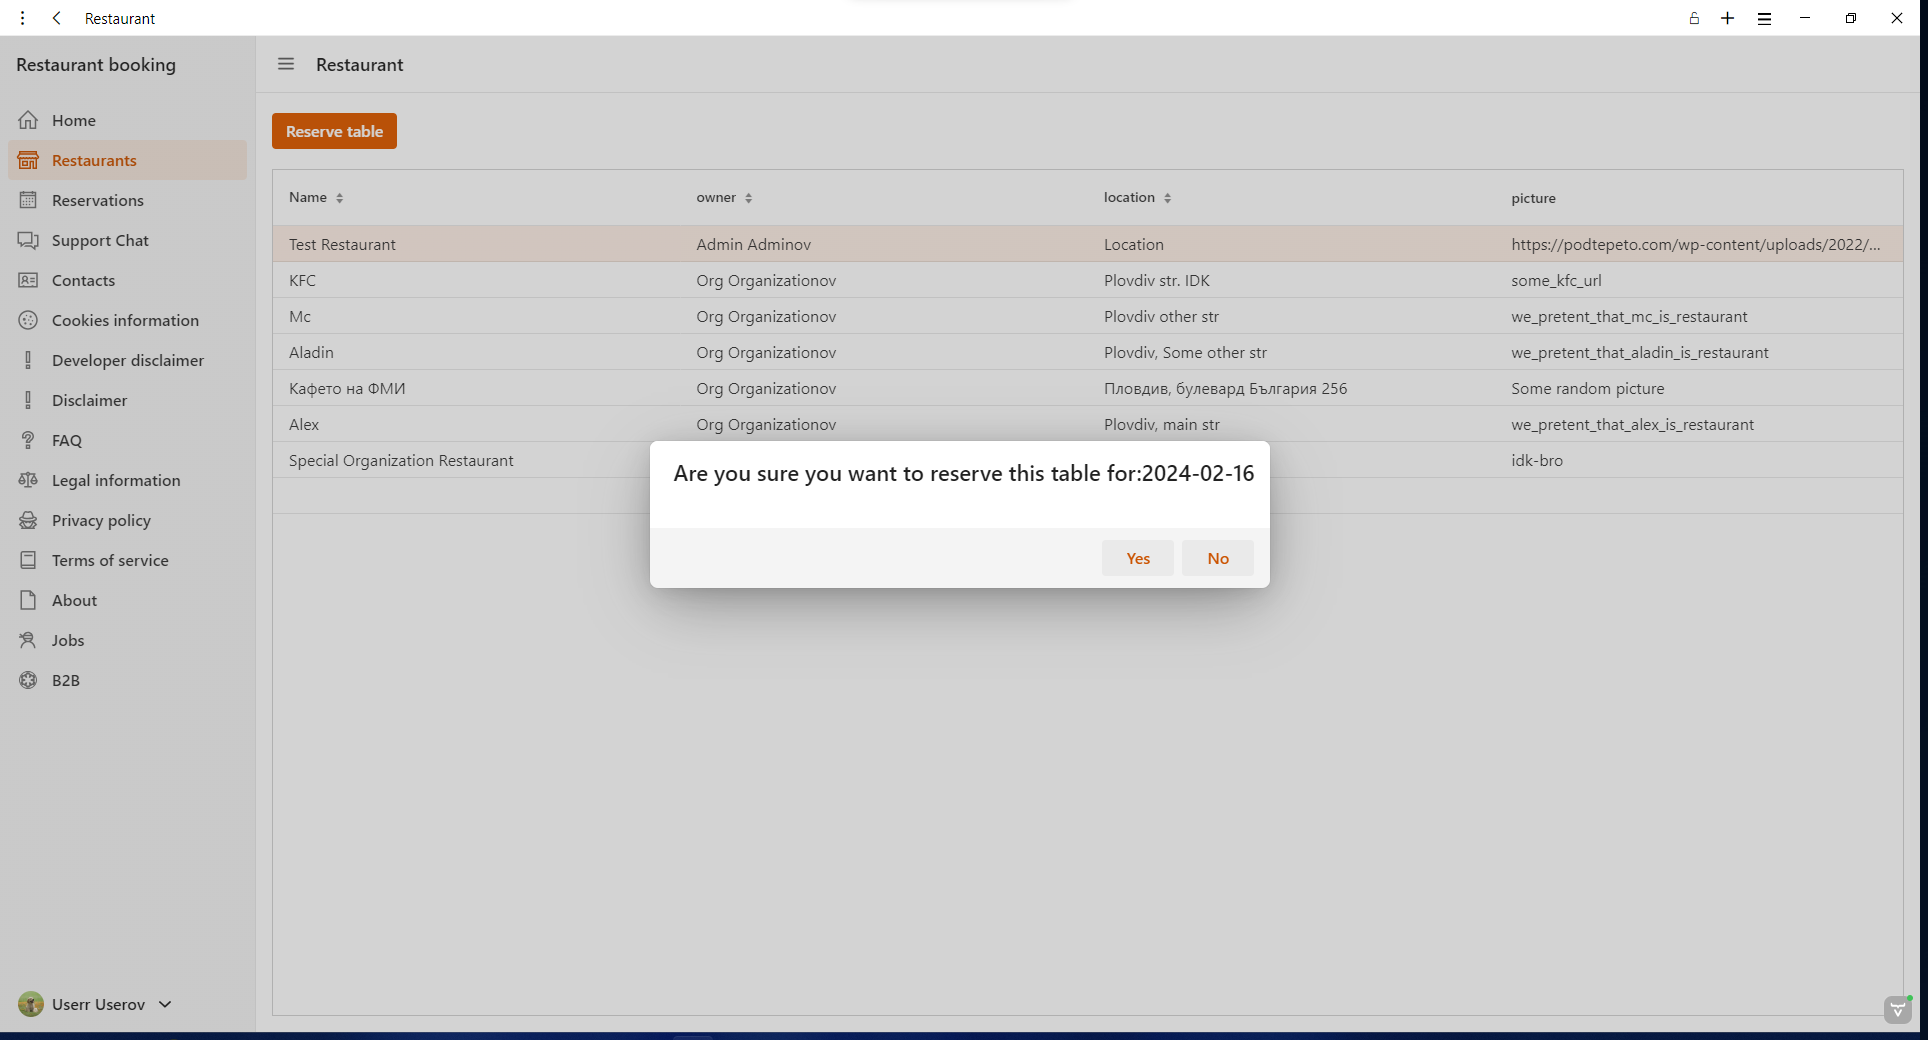 Restaurant
Restaurant booking
Restaurant
Home
Restaurants
Reservations
Support Chat
Contacts
Cookies information
Developer disclaimer
Disclaimer
FAQ
Legal information
Privacy policy
Terms of service
About
Jobs
B2B
Userr Userov
Reserve table
Name owner location picture
Test Restaurant Admin Adminov Location https://podtepeto.com/wp-content/uploads/2022/...
KFC Org Organizationov Plovdiv str. IDK some_kfc_url
Mc Org Organizationov Plovdiv other str we_pretent_that_mc_is_restaurant
Aladin Org Organizationov Plovdiv, Some other str we_pretent_that_aladin_is_restaurant
Кафето на ФМИ Org Organizationov Пловдив, булевард България 256 Some random picture
Alex Org Organizationov Plovdiv, main str we_pretent_that_alex_is_restaurant
Special Organization Restaurant idk-bro
Are you sure you want to reserve this table for:2024-02-16
Yes No